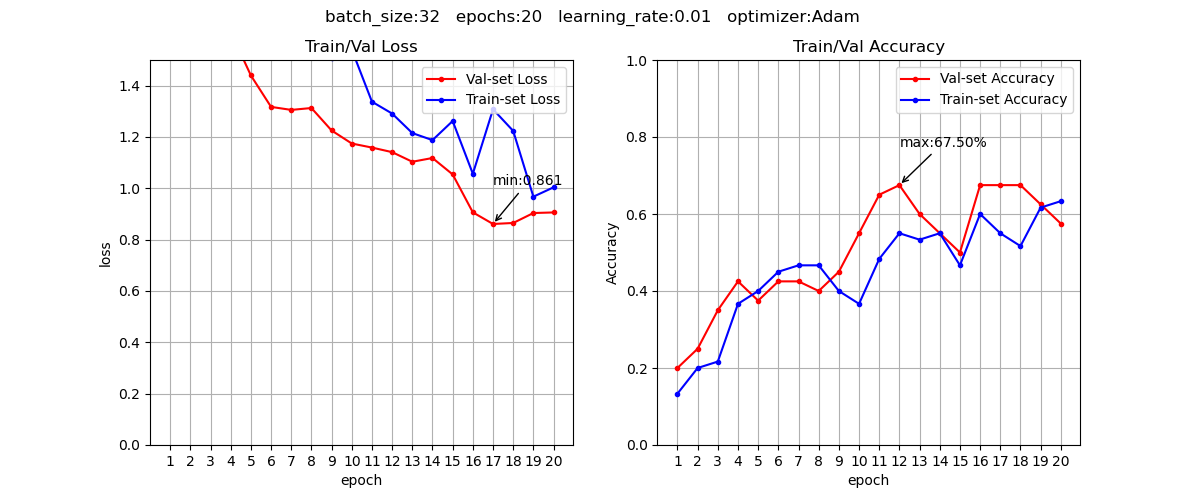 batch_size:32   epochs:20   learning_rate:0.01   optimizer:Adam
Train/Val Loss
Val-set Loss
Train-set Loss
min:0.861
1.4
1.2
1.0
0.8
0.6
0.4
0.2
0.0
loss
1 2 3 4 5 6 7 8 9 10 11 12 13 14 15 16 17 18 19 20
epoch
Train/Val Accuracy
Val-set Accuracy
Train-set Accuracy
max:67.50%
1.0
0.8
0.6
0.4
0.2
0.0
Accuracy
1 2 3 4 5 6 7 8 9 10 11 12 13 14 15 16 17 18 19 20
epoch